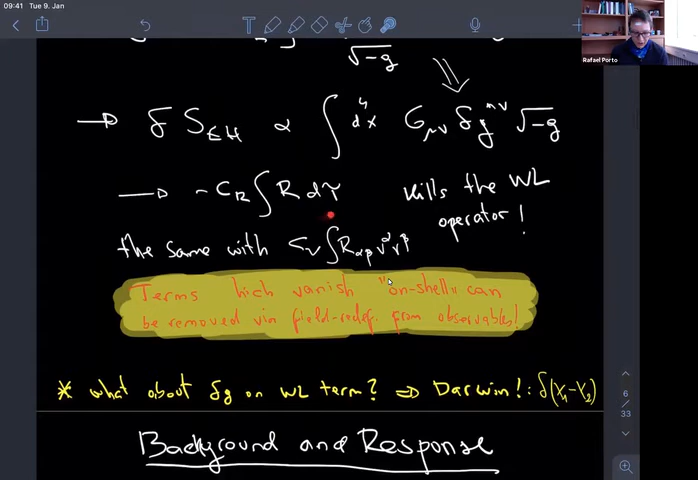 09:41 Tue 9. Jan
Rafael Porto
√-g
→ δ S_EH ∝ ∫ d⁴x G_μν δg^μν √-g
→ -C_R ∫ R dτ kills the WL operator!
the same with C_V ∫ R_αβ v^α v^β
Terms hich vanish "on-shell" can
be removed via field-redef. from observables!
* what about δg on WL term? ⇒ Darwin!: δ(x₁-x₂)
6
/
33
Background and Response